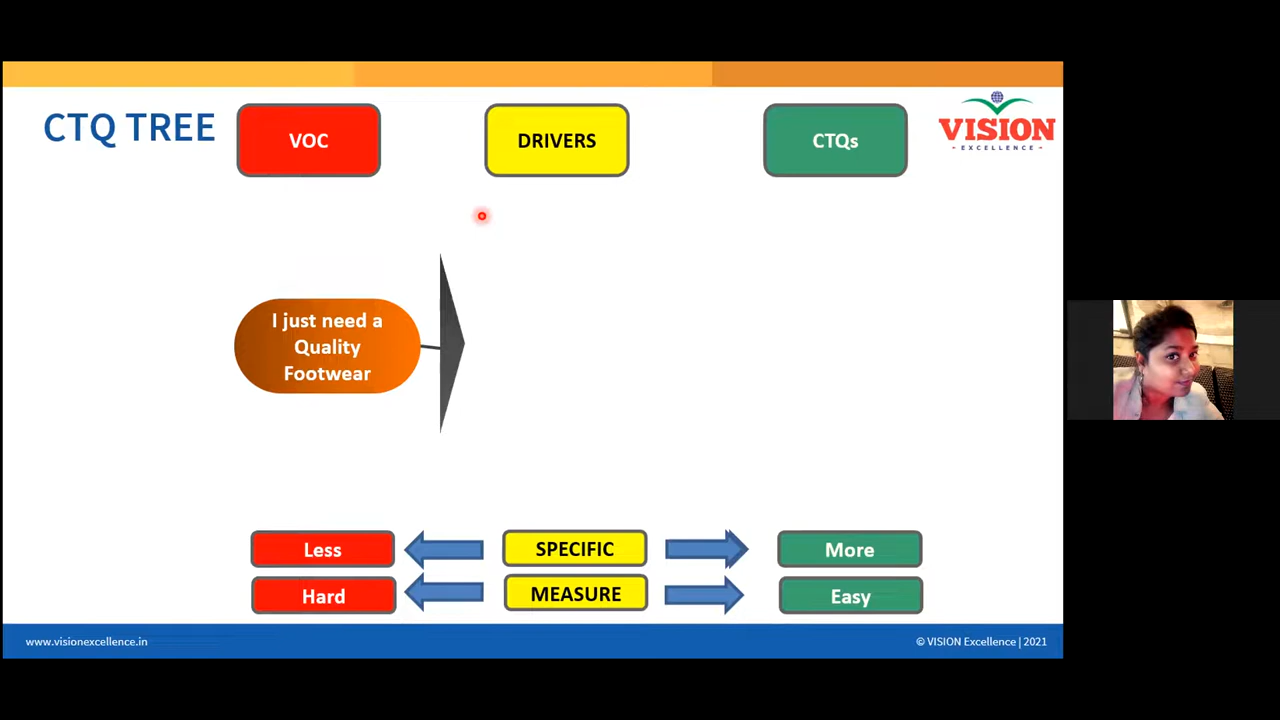 CTQ TREE
VOC
DRIVERS
CTQs
VISION
- EXCELLENCE -
I just need a
Quality
Footwear
Less
SPECIFIC
More
Hard
MEASURE
Easy
www.visionexcellence.in
© VISION Excellence | 2021